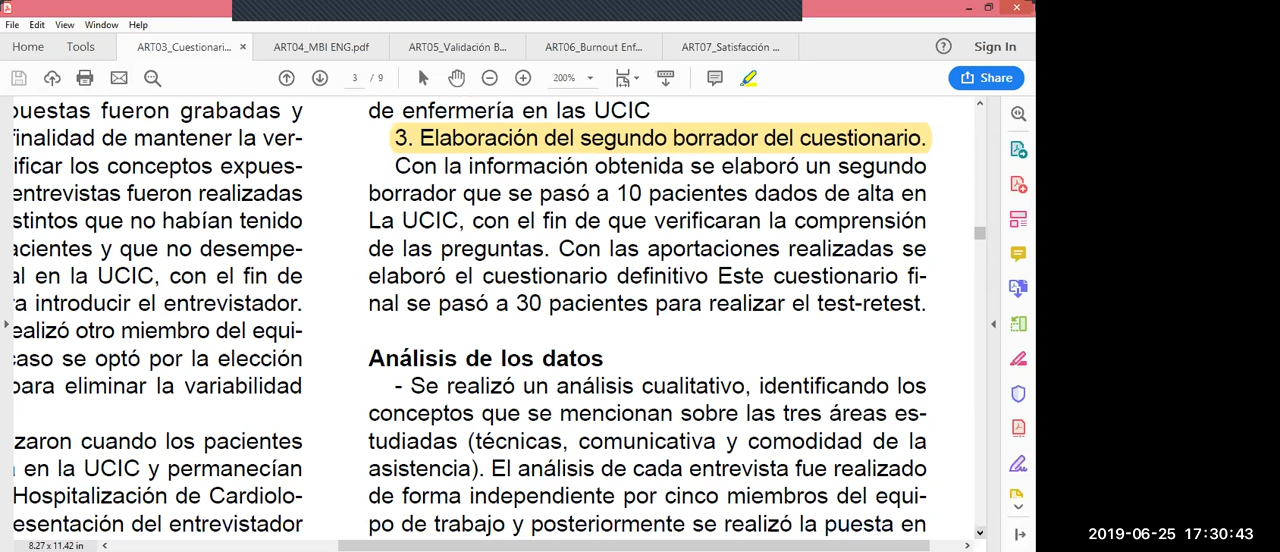 File Edit View Window Help
Home Tools ART03_Cuestionari... × ART04_MBI ENG.pdf ART05_Validación B... ART06_Burnout Enf... ART07_Satisfacción ... Sign In
3 / 9 200% Share
puestas fueron grabadas y
finalidad de mantener la ver-
ificar los conceptos expues-
entrevistas fueron realizadas
stintos que no habían tenido
acientes y que no desempe-
al en la UCIC, con el fin de
ra introducir el entrevistador.
ealizó otro miembro del equi-
caso se optó por la elección
para eliminar la variabilidad
zaron cuando los pacientes
en la UCIC y permanecían
Hospitalización de Cardiolo-
esentación del entrevistador
de enfermería en las UCIC
3. Elaboración del segundo borrador del cuestionario.
Con la información obtenida se elaboró un segundo
borrador que se pasó a 10 pacientes dados de alta en
La UCIC, con el fin de que verificaran la comprensión
de las preguntas. Con las aportaciones realizadas se
elaboró el cuestionario definitivo Este cuestionario fi-
nal se pasó a 30 pacientes para realizar el test-retest.
Análisis de los datos
- Se realizó un análisis cualitativo, identificando los
conceptos que se mencionan sobre las tres áreas es-
tudiadas (técnicas, comunicativa y comodidad de la
asistencia). El análisis de cada entrevista fue realizado
de forma independiente por cinco miembros del equi-
po de trabajo y posteriormente se realizó la puesta en
8.27 x 11.42 in
2019-06-25 17:30:43